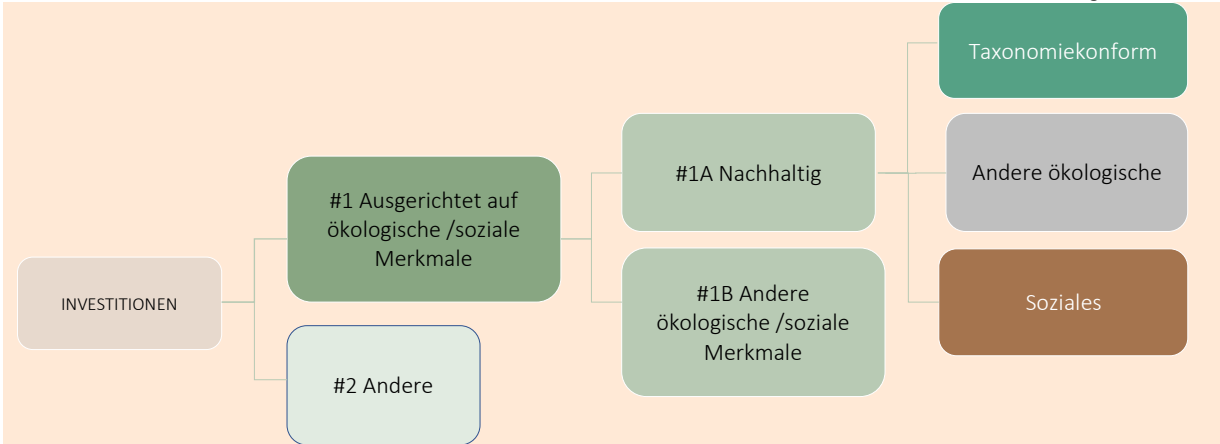 Taxonomiekonform
#1A Nachhaltig
Andere ökologische
#1 Ausgerichtet auf
ökologische /soziale
Merkmale
#1B Andere
ökologische /soziale
Merkmale
Soziales
INVESTITIONEN
#2 Andere